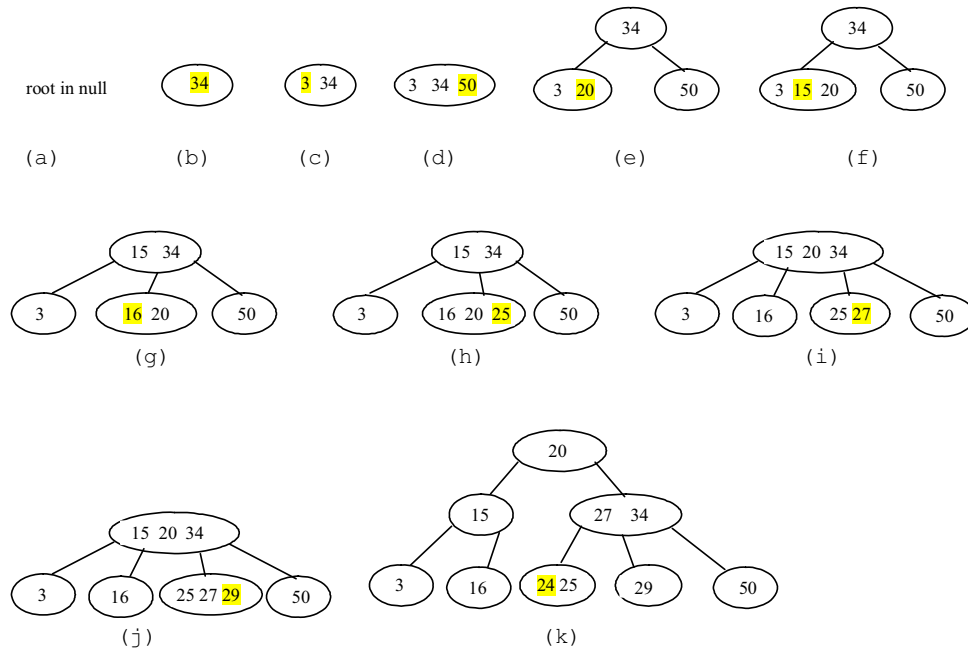 34
34
root in null
34
3 34
3 34 50
3 20
50
3 15 20
50
(a)
(b)
(c)
(d)
(e)
(f)
15 34
15 34
15 20 34
3
16 20
50
3
16 20 25
50
3
16
25 27
50
(g)
(h)
(i)
20
15
27 34
15 20 34
3
16
25 27 29
50
3
16
24 25
29
50
(j)
(k)